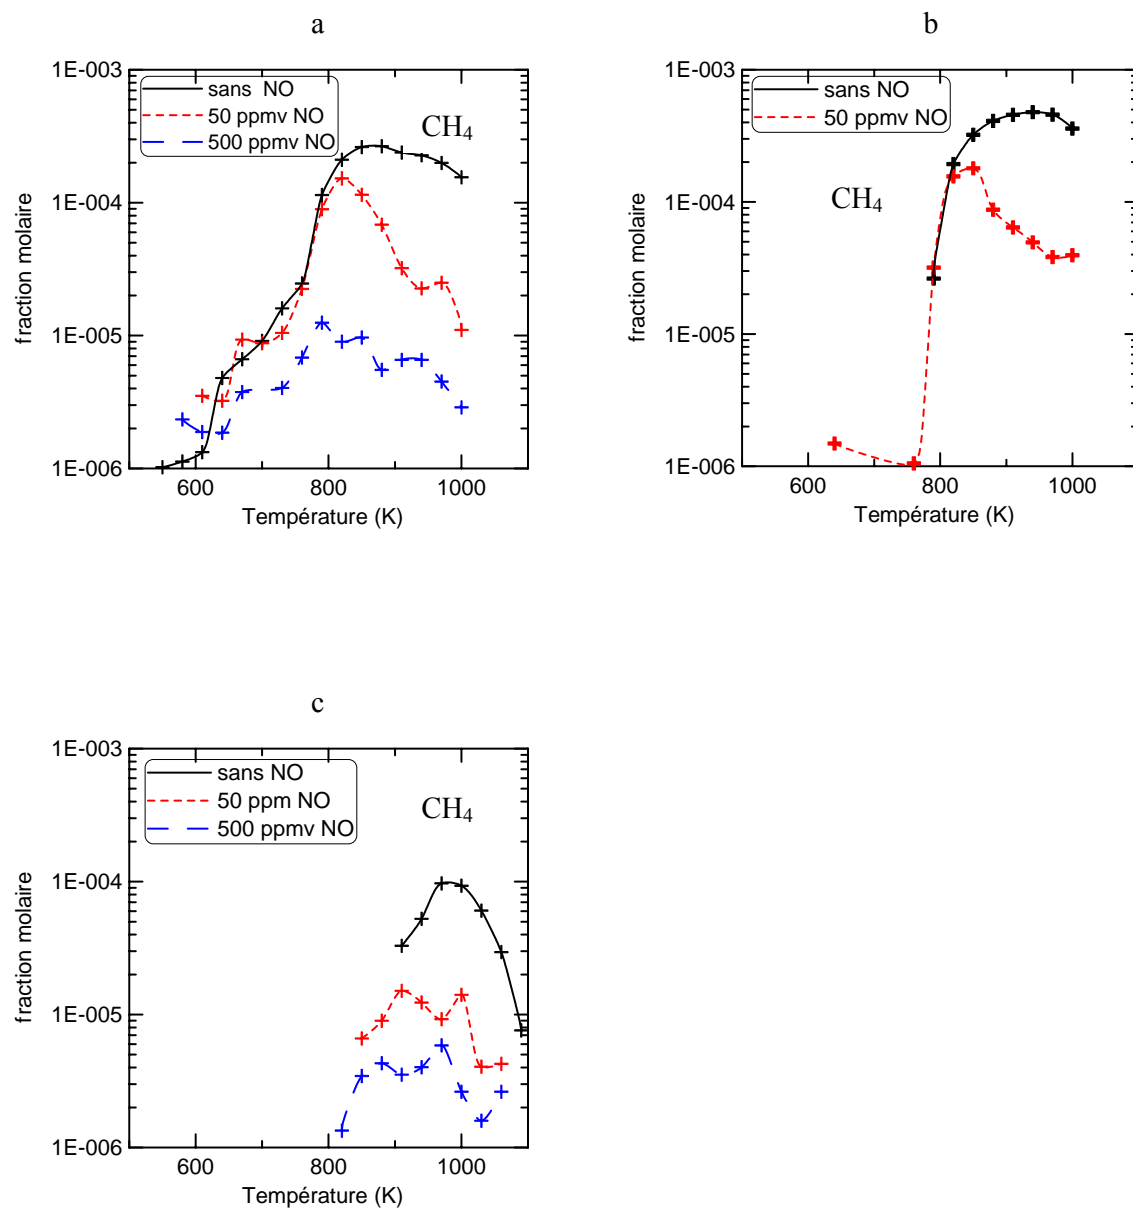 a
1E-003
1E-004
1E-005
1E-006
fraction molaire
sans NO
50 ppmv NO
500 ppmv NO
CH4
600
800
1000
Température (K)
b
1E-003
1E-004
1E-005
1E-006
fraction molaire
sans NO
50 ppmv NO
CH4
600
800
1000
Température (K)
c
1E-003
1E-004
1E-005
1E-006
fraction molaire
sans NO
50 ppm NO
500 ppmv NO
CH4
600
800
1000
Température (K)